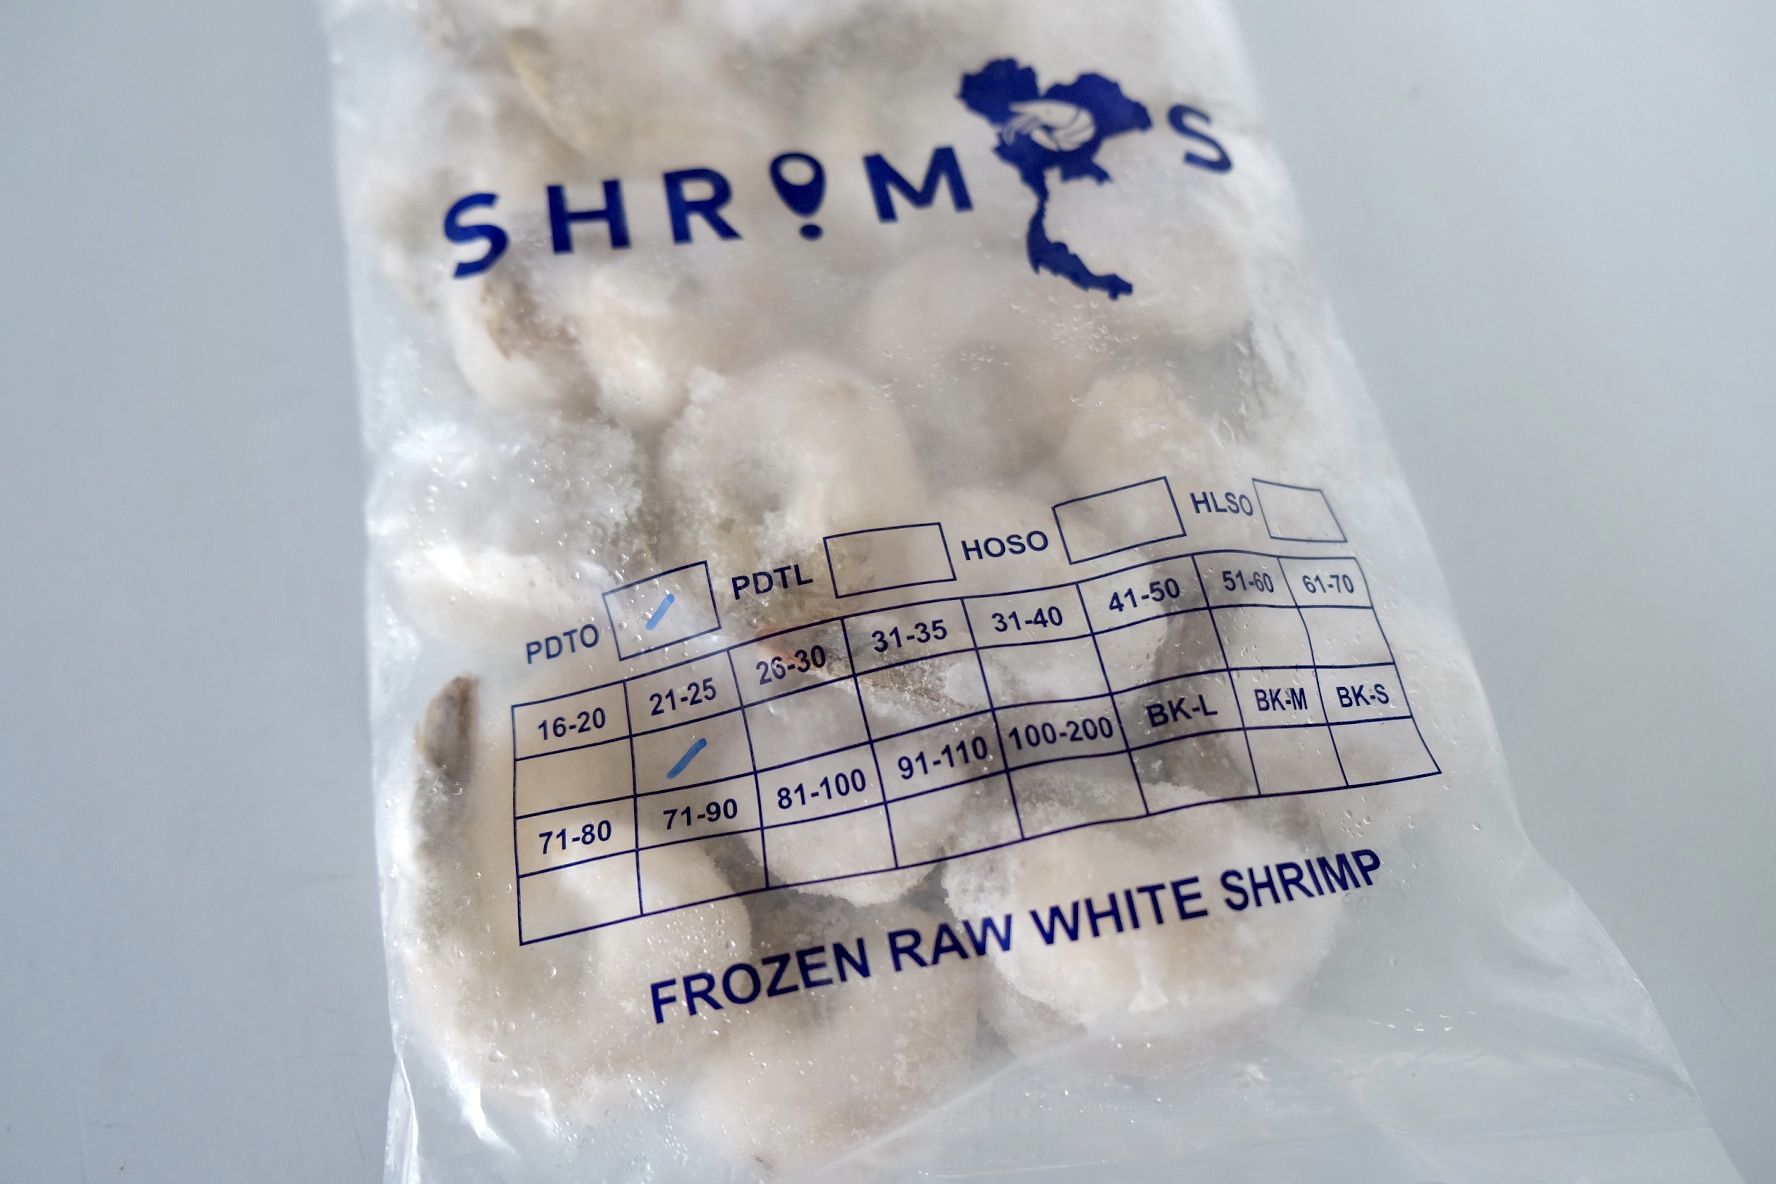 SHRIMPS
PDTO PDTL HOSO HLSO
16-20 21-25 26-30 31-35 31-40 41-50 51-60 61-70
71-80 71-90 81-100 91-110 100-200 BK-L BK-M BK-S
FROZEN RAW WHITE SHRIMP